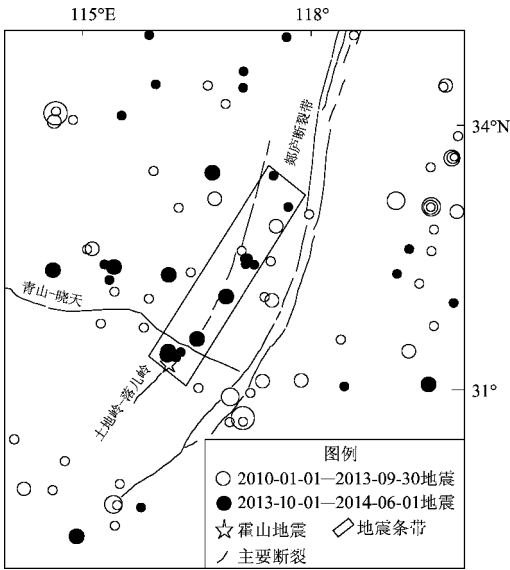 115°E
118°
34°N
郯庐断裂带
青山-晓天
土地岭-落儿岭
31°
图例
2010-01-01—2013-09-30地震
2013-10-01—2014-06-01地震
霍山地震
地震条带
主要断裂